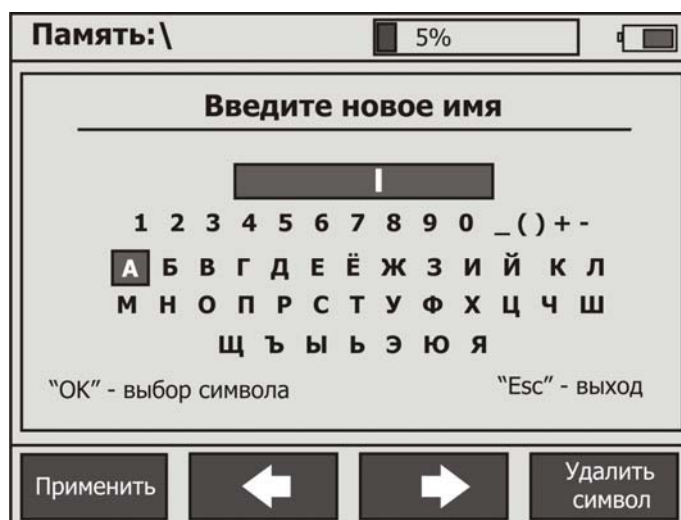 Память:\ 5%
Введите новое имя
1 2 3 4 5 6 7 8 9 0 _ ( ) + -
А Б В Г Д Е Ё Ж З И Й К Л
М Н О П Р С Т У Ф Х Ц Ч Ш
Щ Ъ Ы Ь Э Ю Я
“OK” - выбор символа “Esc” - выход
Применить
Удалить
символ